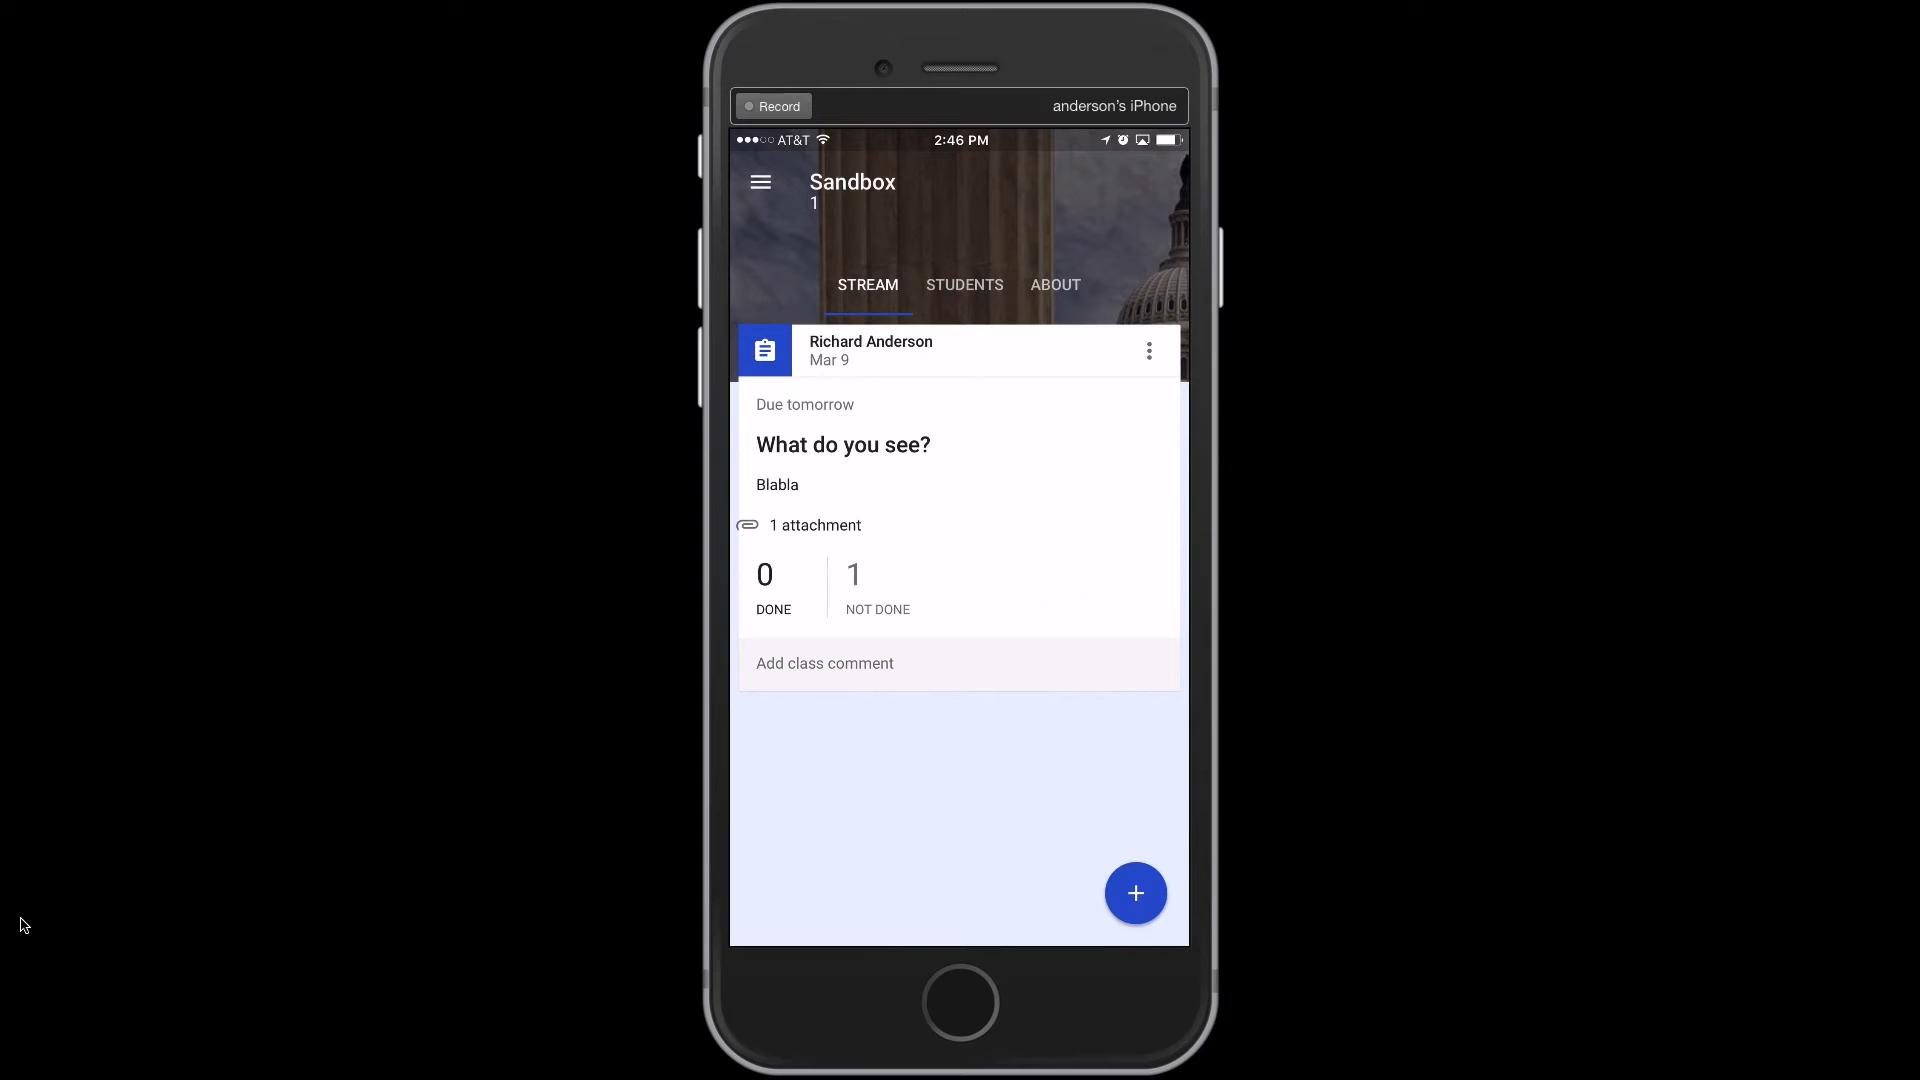 Record
anderson's iPhone
AT&T
2:46 PM
Sandbox
1
STREAM STUDENTS ABOUT
Richard Anderson
Mar 9
Due tomorrow
What do you see?
Blabla
1 attachment
0 1
DONE NOT DONE
Add class comment